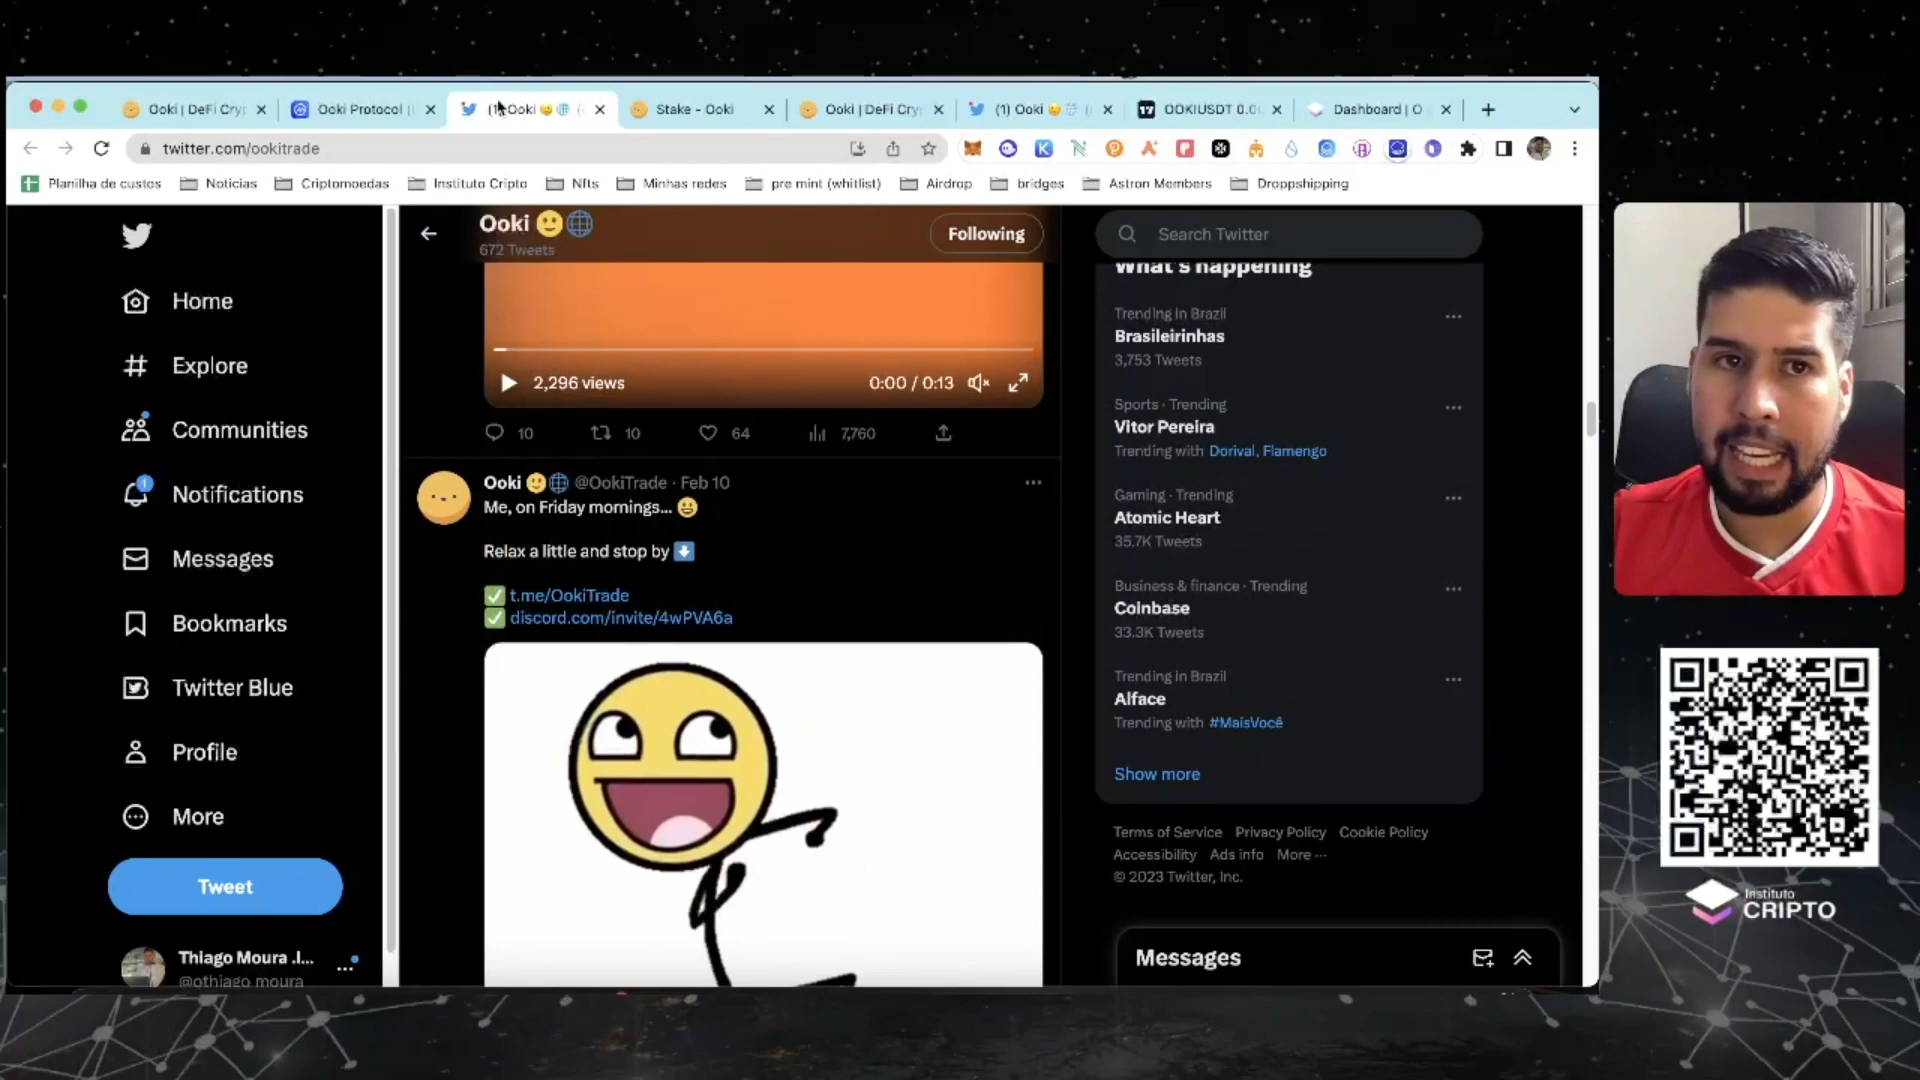 Ooki | DeFi Cry
Ooki Protocol (
(1) Ooki
Stake - Ooki
Ooki | DeFi Cry
(1) Ooki
OOKIUSDT 0.0
Dashboard | O
twitter.com/ookitrade
Planilha de custos
Noticias
Criptomoedas
Instituto Cripto
Nfts
Minhas redes
pre mint (whitlist)
Airdrop
bridges
Astron Members
Droppshipping
Home
Explore
Communities
1
Notifications
Messages
Bookmarks
Twitter Blue
Profile
More
Tweet
Thiago Moura .I...
@othiago_moura
Ooki 🙂🌐
672 Tweets
Following
2,296 views
0:00 / 0:13
10
10
64
7,760
Ooki 🙂🌐 @OokiTrade · Feb 10
Me, on Friday mornings... 😀
Relax a little and stop by ⬇️
✅ t.me/OokiTrade
✅ discord.com/invite/4wPVA6a
Search Twitter
What's happening
Trending in Brazil
Brasileirinhas
3,753 Tweets
Sports · Trending
Vitor Pereira
Trending with Dorival, Flamengo
Gaming · Trending
Atomic Heart
35.7K Tweets
Business & finance · Trending
Coinbase
33.3K Tweets
Trending in Brazil
Alface
Trending with #MaisVocê
Show more
Terms of Service Privacy Policy Cookie Policy
Accessibility Ads info More ···
© 2023 Twitter, Inc.
Messages
Instituto
CRIPTO